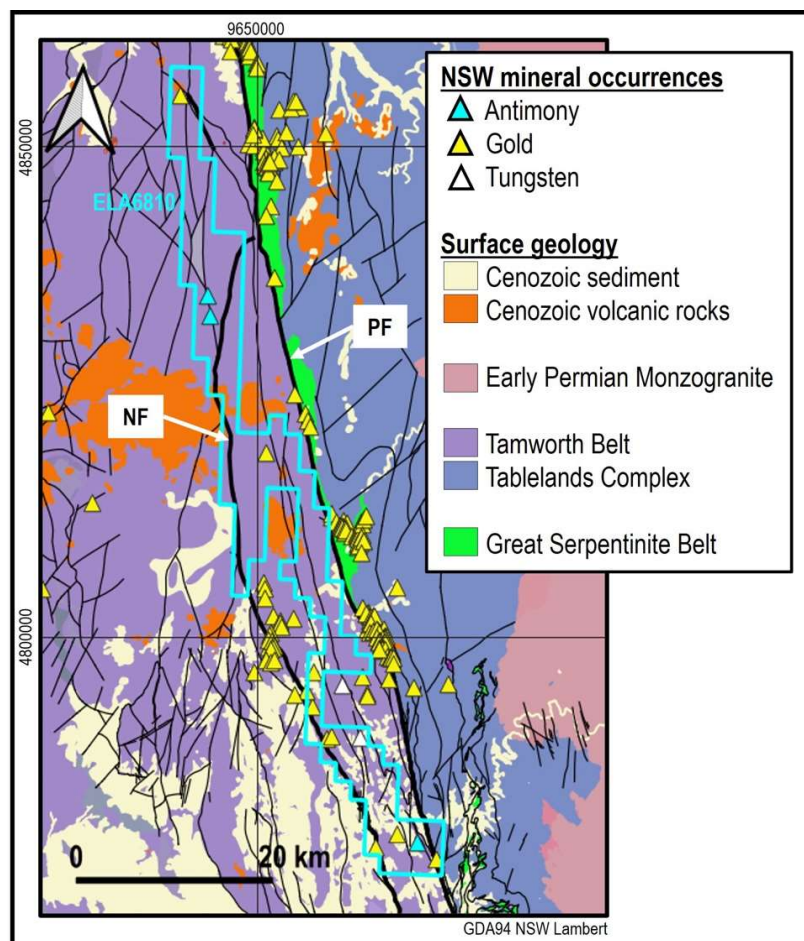 9650000
NSW mineral occurrences
Antimony
Gold
Tungsten
Surface geology
Cenozoic sediment
Cenozoic volcanic rocks
Early Permian Monzogranite
Tamworth Belt
Tablelands Complex
Great Serpentinite Belt
4850000
ELA6810
PF
NF
4800000
0 20 km
GDA94 NSW Lambert